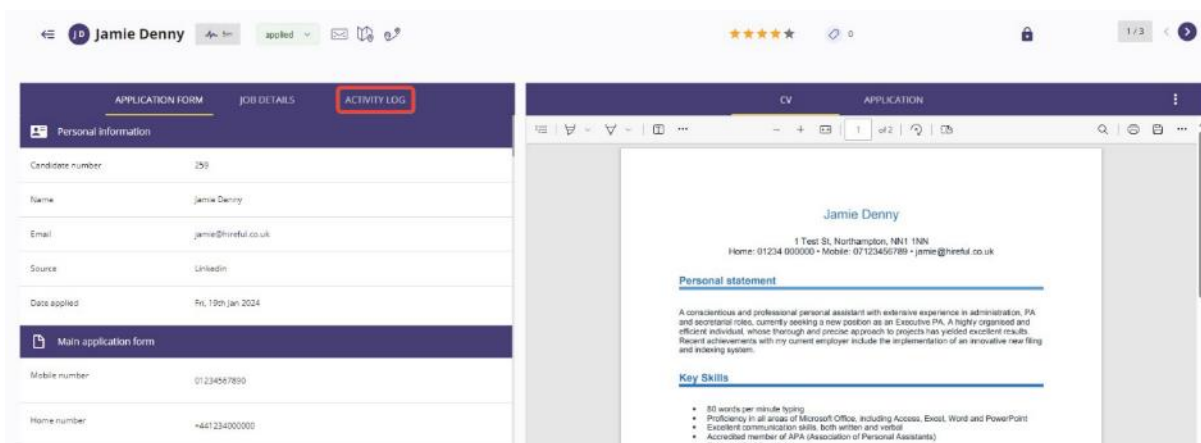 JD Jamie Denny 5m applied 0 1/3
APPLICATION FORM JOB DETAILS ACTIVITY LOG
Personal information
Candidate number 259
Name Jamie Denny
Email jamie@hireful.co.uk
Source Linkedin
Date applied Fri, 19th Jan 2024
Main application form
Mobile number 01234567890
Home number +441234000000
CV APPLICATION
1 of 2
Jamie Denny
1 Test St, Northampton, NN1 1NN
Home: 01234 000000 • Mobile: 07123456789 • jamie@hireful.co.uk
Personal statement
A conscientious and professional personal assistant with extensive experience in administration, PA
and secretarial roles, currently seeking a new position as an Executive PA. A highly organised and
efficient individual, whose thorough and precise approach to projects has yielded excellent results.
Recent achievements with my current employer include the implementation of an innovative new filing
and indexing system.
Key Skills
• 80 words per minute typing
• Proficiency in all areas of Microsoft Office, including Access, Excel, Word and PowerPoint
• Excellent communication skills, both written and verbal
• Accredited member of APA (Association of Personal Assistants)